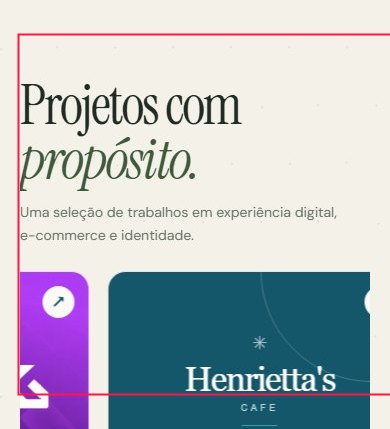 Projetos com
propósito.
Uma seleção de trabalhos em experiência digital,
e-commerce e identidade.
Henrietta's
CAFE